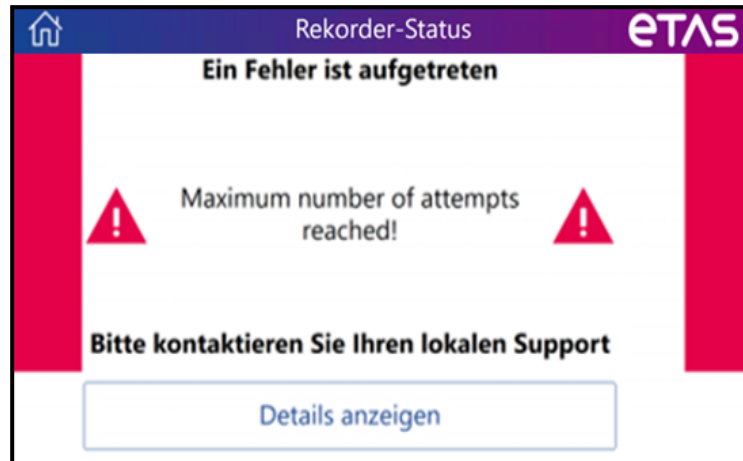 Rekorder-Status
ETAS
Ein Fehler ist aufgetreten
Maximum number of attempts
reached!
Bitte kontaktieren Sie Ihren lokalen Support
Details anzeigen